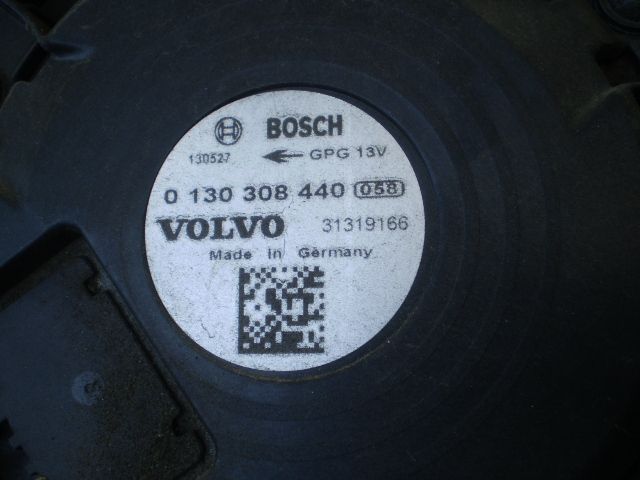 BOSCH
130527 ← GPG 13V
0 130 308 440 058
VOLVO 31319166
Made in Germany